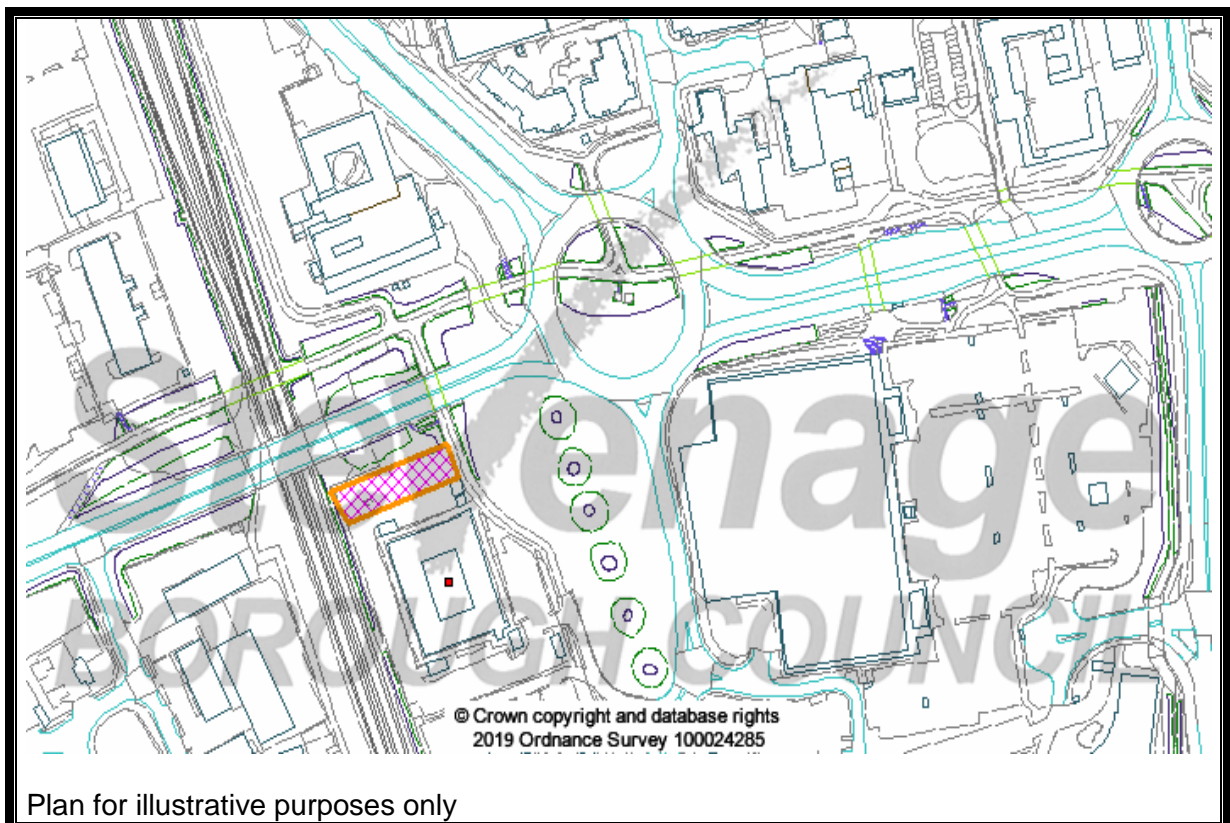 Stevenage
BOROUGH COUNCIL
© Crown copyright and database rights
2019 Ordnance Survey 100024285
Plan for illustrative purposes only